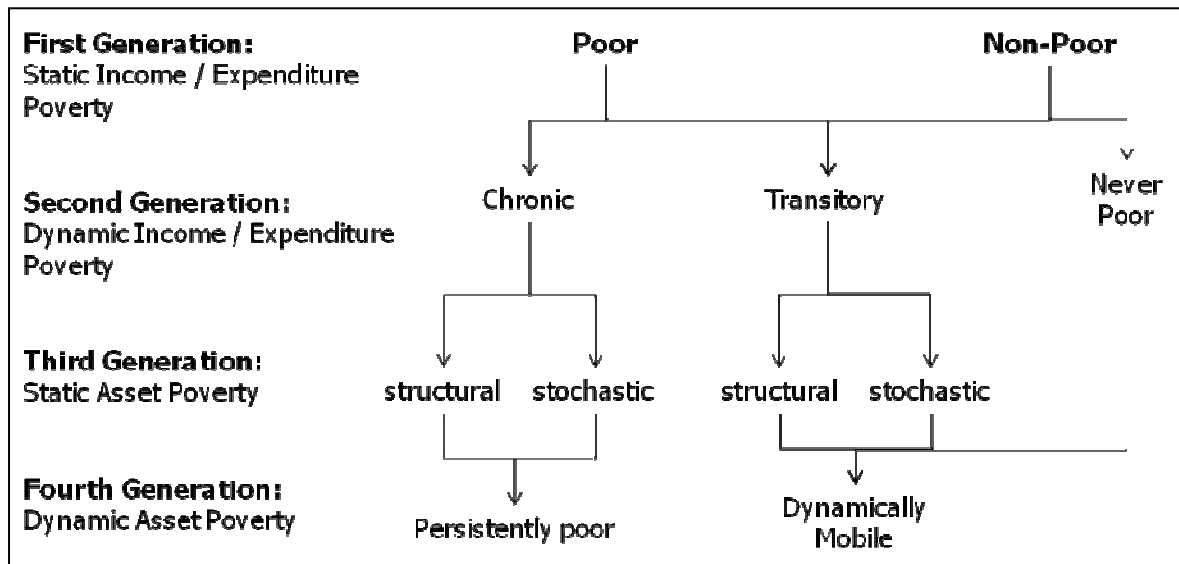 First Generation:
Static Income / Expenditure
Poverty
Poor
Non-Poor
Second Generation:
Dynamic Income / Expenditure
Poverty
Chronic
Transitory
Never
Poor
Third Generation:
Static Asset Poverty
structural
stochastic
structural
stochastic
Fourth Generation:
Dynamic Asset Poverty
Persistently poor
Dynamically
Mobile